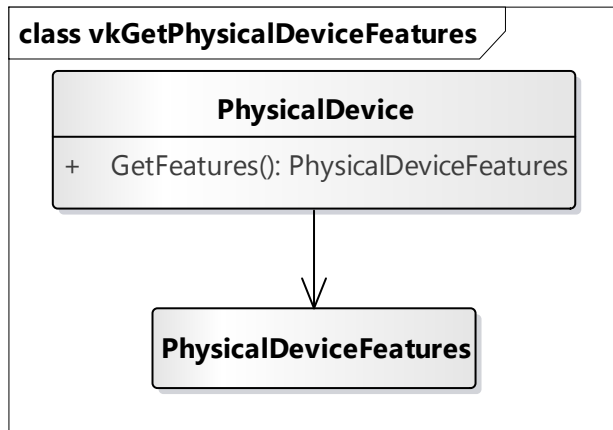 class vkGetPhysicalDeviceFeatures
PhysicalDevice
+ GetFeatures(): PhysicalDeviceFeatures
PhysicalDeviceFeatures